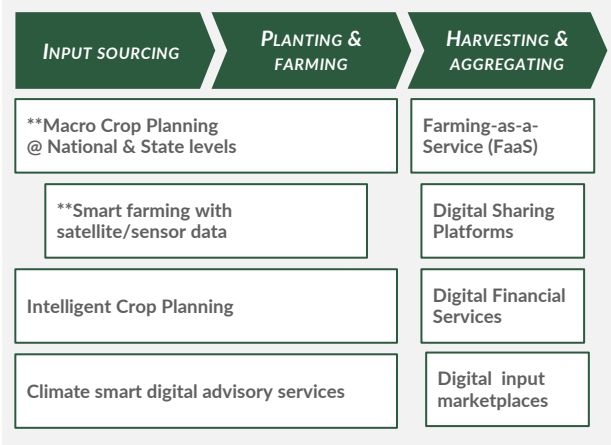 INPUT SOURCING
PLANTING &
FARMING
HARVESTING &
AGGREGATING
**Macro Crop Planning
@ National & State levels
Farming-as-a-
Service (FaaS)
**Smart farming with
satellite/sensor data
Digital Sharing
Platforms
Intelligent Crop Planning
Digital Financial
Services
Climate smart digital advisory services
Digital input
marketplaces